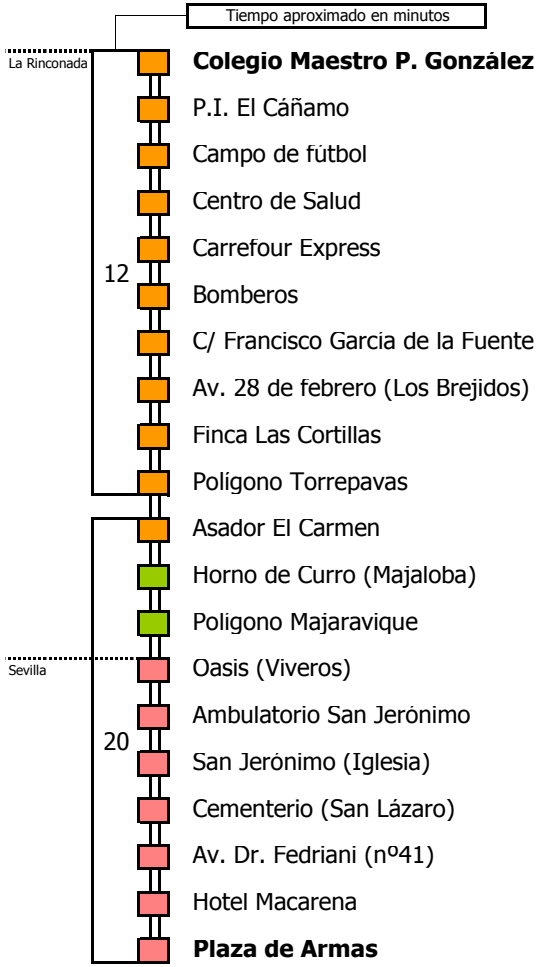 Tiempo aproximado en minutos
La Rinconada
Colegio Maestro P. González
P.I. El Cáñamo
Campo de fútbol
Centro de Salud
Carrefour Express
12
Bomberos
C/ Francisco García de la Fuente
Av. 28 de febrero (Los Brejidos)
Finca Las Cortillas
Polígono Torrepavas
Asador El Carmen
Horno de Curro (Majaloba)
Poligono Majaravique
Sevilla
Oasis (Viveros)
Ambulatorio San Jerónimo
20
San Jerónimo (Iglesia)
Cementerio (San Lázaro)
Av. Dr. Fedriani (nº41)
Hotel Macarena
Plaza de Armas